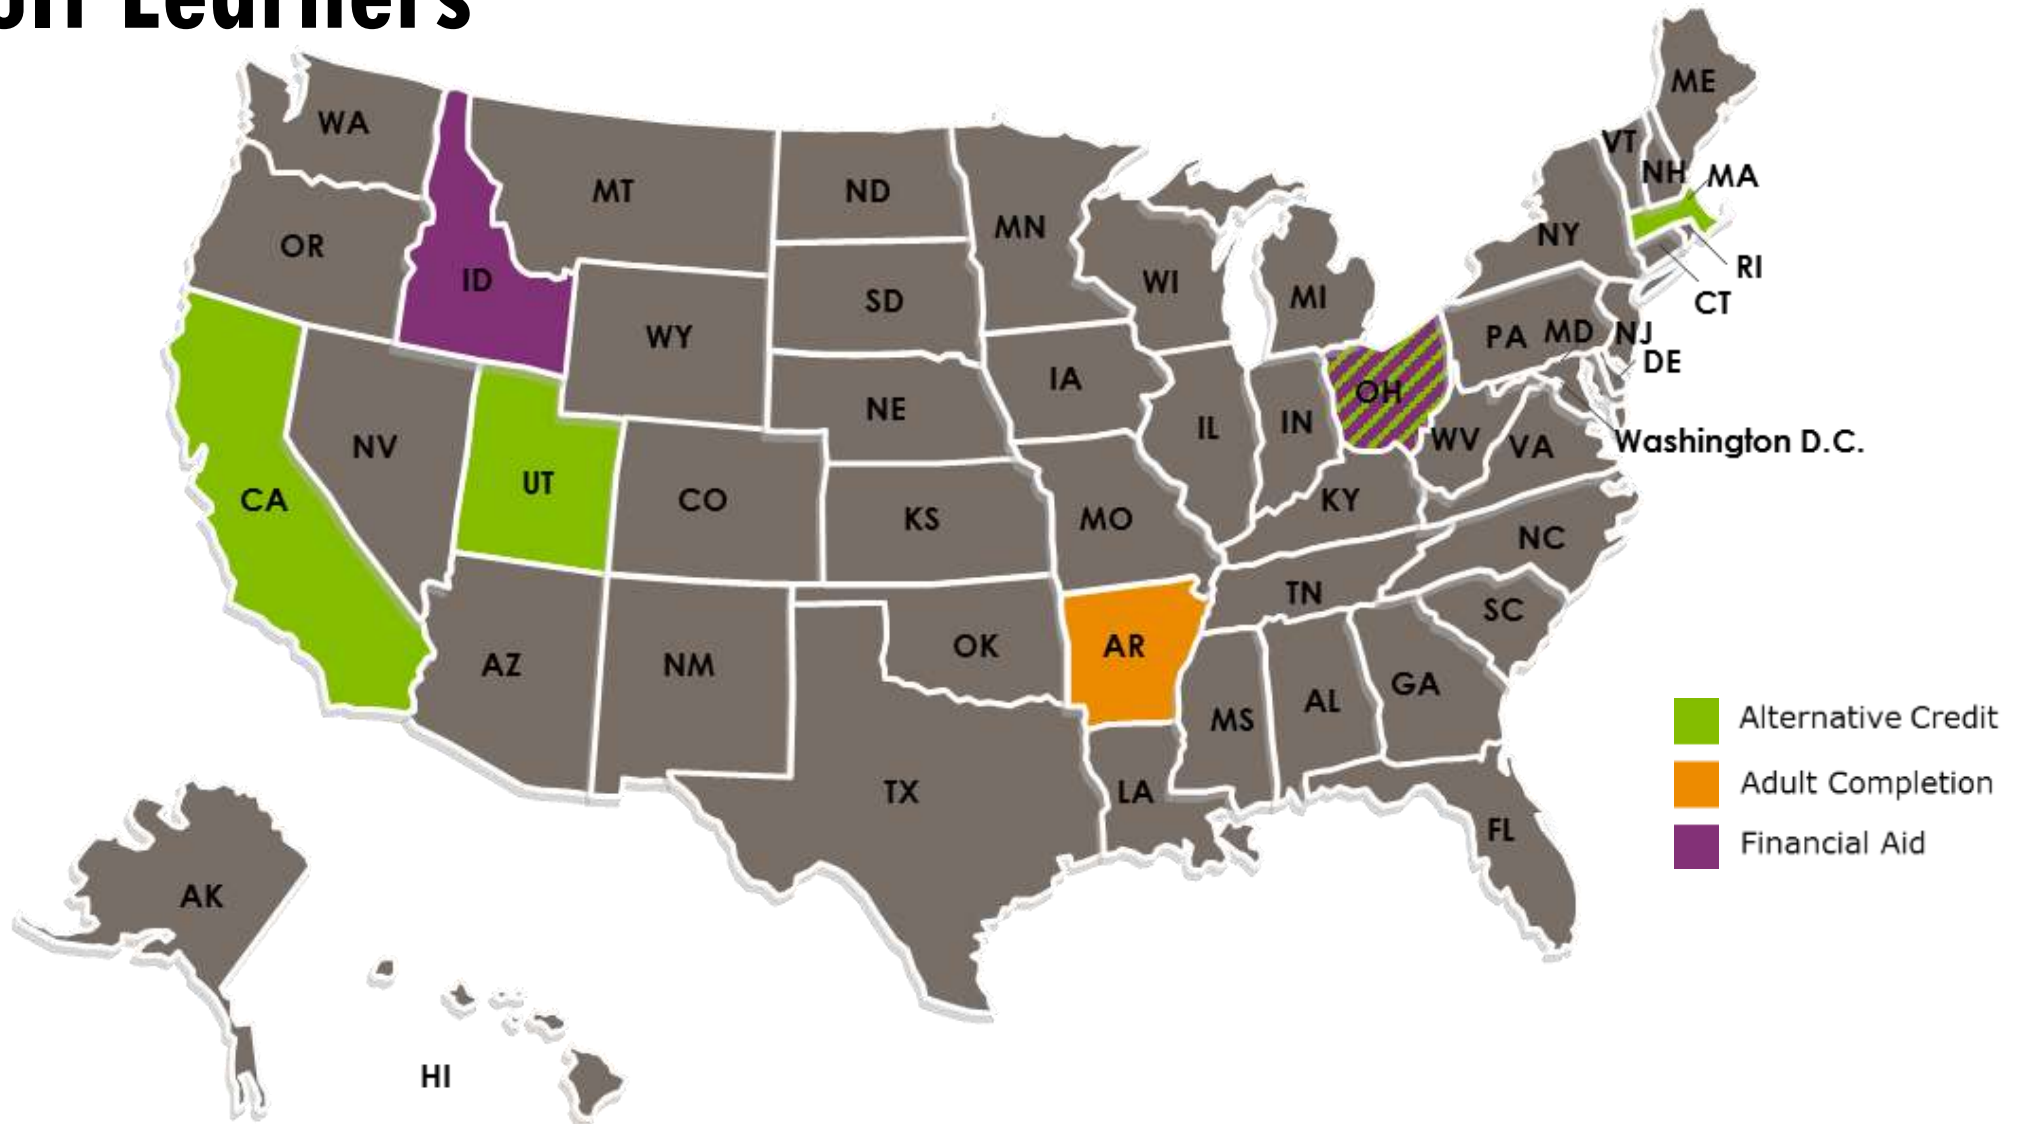 Learners
ME
WA
VT
NH
MA
MT
ND
MN
NY
OR
RI
ID
WI
MI
CT
SD
WY
PA
MD
NJ
DE
IA
OH
NE
IL
IN
WV
VA
Washington D.C.
NV
UT
CA
CO
KS
MO
KY
NC
TN
SC
AZ
NM
OK
AR
MS
AL
GA
TX
LA
FL
AK
HI
Alternative Credit
Adult Completion
Financial Aid